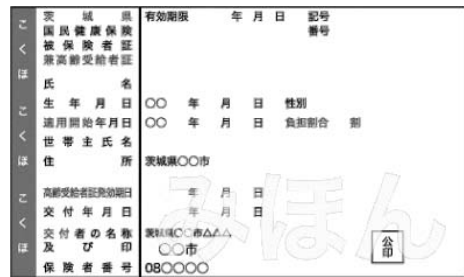 こくほ こくほ こくほ
茨城県 有効期限 年 月 日 記号
国民健康保険 番号
被保険者証
兼高齢受給者証
氏名
生年月日 〇〇 年 月 日 性別
適用開始年月日 〇〇 年 月 日 負担割合 割
世帯主氏名
住所 茨城県〇〇市
高齢受給者証発効期日 年 月 日
交付年月日 年 月 日
交付者の名称 茨城県〇〇市△△△
及び印 〇〇市 公印
保険者番号 08〇〇〇〇
みほん